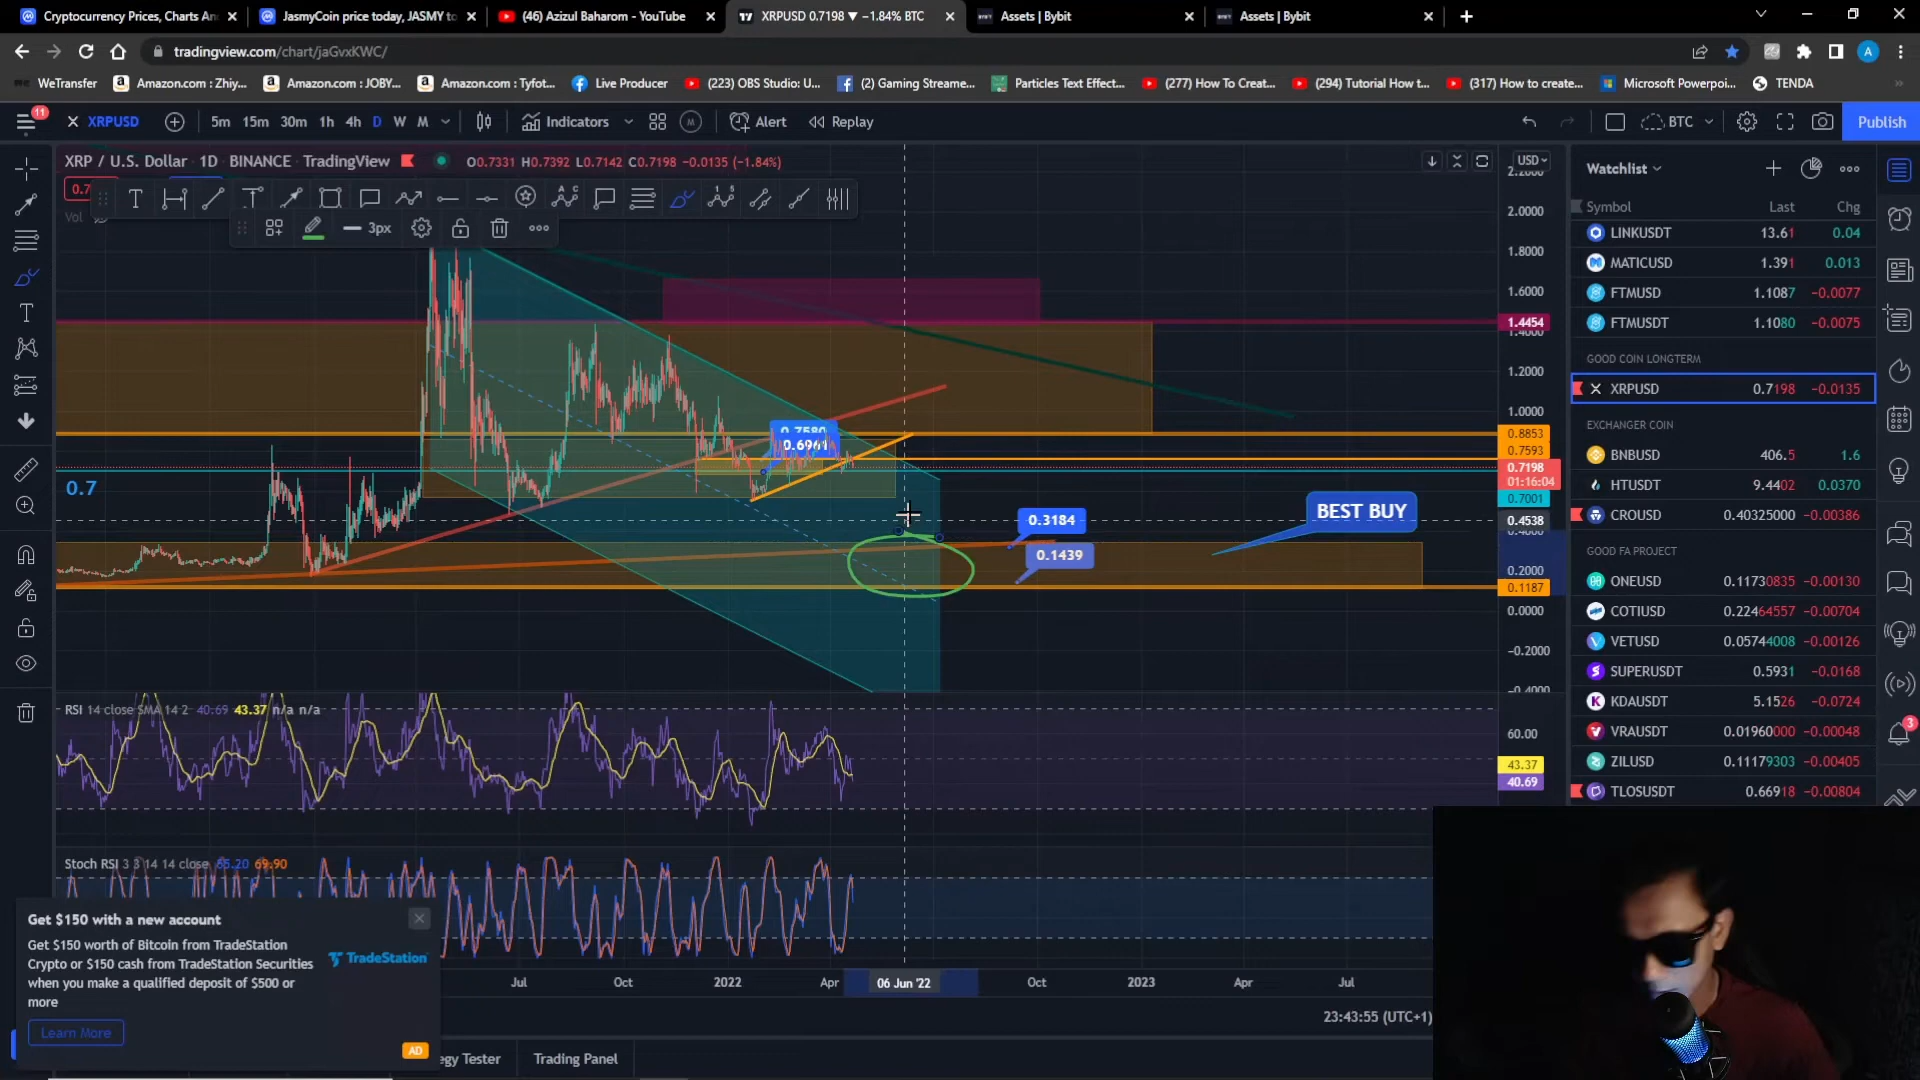 Cryptocurrency Prices, Charts An
JasmyCoin price today, JASMY to
(46) Azizul Baharom - YouTube
XRPUSD 0.7198 ▼ −1.84% BTC
Assets | Bybit
Assets | Bybit
tradingview.com/chart/jaGvxKWC/
A
WeTransfer
Amazon.com : Zhiy...
Amazon.com: JOBY...
Amazon.com : Tyfot...
Live Producer
(223) OBS Studio: U...
(2) Gaming Streame...
Particles Text Effect...
(277) How To Creat...
(294) Tutorial How t...
(317) How to create...
Microsoft Powerpoi...
TENDA
11
XRPUSD
5m 15m 30m 1h 4h D W M
Indicators
Alert
Replay
BTC
Publish
XRP / U.S. Dollar · 1D · BINANCE · TradingView
O0.7331 H0.7392 L0.7142 C0.7198 −0.0135 (−1.84%)
USD
Vol
3px
2.0000
1.8000
1.6000
1.4454
1.2000
1.0000
0.8853
0.7593
0.7198
01:16:04
0.7001
0.4538
0.2000
0.1187
0.0000
−0.2000
−0.4000
0.7580
0.6961
0.7
0.3184
0.1439
BEST BUY
RSI 14 close SMA 14 2 40.69 43.37 n/a n/a
60.00
43.37
40.69
Stoch RSI 3 3 14 14 close 65.20 69.90
Jul
Oct
2022
Apr
06 Jun '22
Oct
2023
Apr
Jul
23:43:55 (UTC+1)
Get $150 with a new account
Get $150 worth of Bitcoin from TradeStation
Crypto or $150 cash from TradeStation Securities
when you make a qualified deposit of $500 or
more
TradeStation
Learn More
AD
egy Tester
Trading Panel
Watchlist
Symbol Last Chg
LINKUSDT 13.61 0.04
MATICUSD 1.391 0.013
FTMUSD 1.1087 −0.0077
FTMUSDT 1.1080 −0.0075
GOOD COIN LONGTERM
XRPUSD 0.7198 −0.0135
EXCHANGER COIN
BNBUSD 406.5 1.6
HTUSDT 9.4402 0.0370
CROUSD 0.40325000 −0.00386
GOOD FA PROJECT
ONEUSD 0.11730835 −0.00130
COTIUSD 0.22464557 −0.00704
VETUSD 0.05744008 −0.00126
SUPERUSDT 0.5931 −0.0168
KDAUSDT 5.1526 −0.0724
VRAUSDT 0.01960000 −0.00048
ZILUSD 0.11179303 −0.00405
TLOSUSDT 0.66918 −0.00804
3